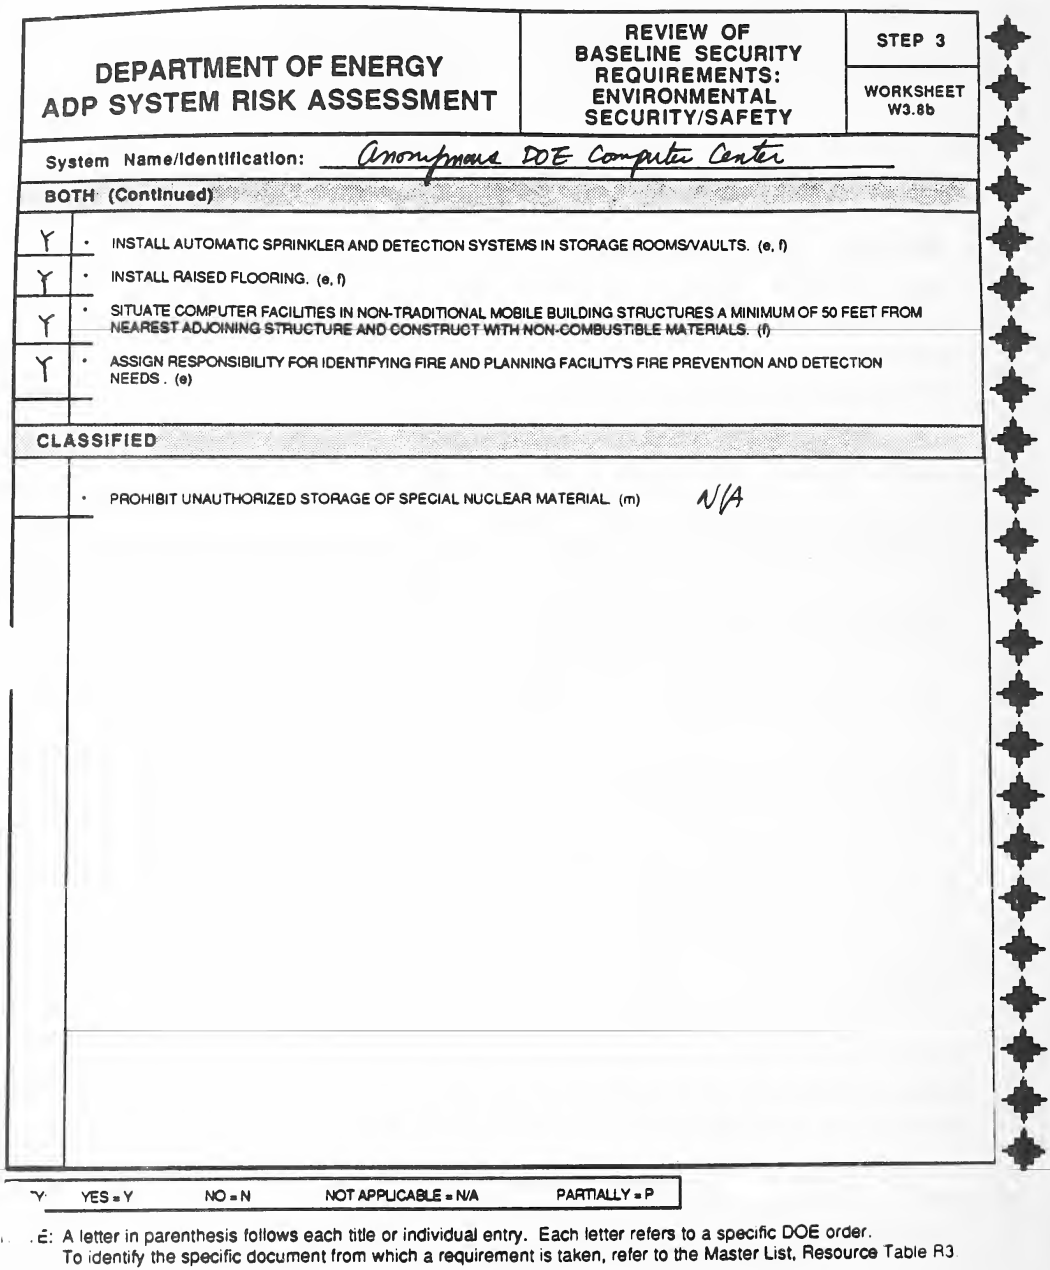 DEPARTMENT OF ENERGY
ADP SYSTEM RISK ASSESSMENT
REVIEW OF
BASELINE SECURITY
REQUIREMENTS:
ENVIRONMENTAL
SECURITY/SAFETY
STEP 3
WORKSHEET
W3.8b
System Name/Identification: Anonymous DOE Computer Center
BOTH (Continued)
Y • INSTALL AUTOMATIC SPRINKLER AND DETECTION SYSTEMS IN STORAGE ROOMS/VAULTS. (e, f)
Y • INSTALL RAISED FLOORING. (e, f)
Y • SITUATE COMPUTER FACILITIES IN NON-TRADITIONAL MOBILE BUILDING STRUCTURES A MINIMUM OF 50 FEET FROM
NEAREST ADJOINING STRUCTURE AND CONSTRUCT WITH NON-COMBUSTIBLE MATERIALS. (f)
Y • ASSIGN RESPONSIBILITY FOR IDENTIFYING FIRE AND PLANNING FACILITY'S FIRE PREVENTION AND DETECTION
NEEDS. (e)
CLASSIFIED
• PROHIBIT UNAUTHORIZED STORAGE OF SPECIAL NUCLEAR MATERIAL. (m) N/A
YES = Y NO = N NOT APPLICABLE = N/A PARTIALLY = P
E: A letter in parenthesis follows each title or individual entry. Each letter refers to a specific DOE order.
To identify the specific document from which a requirement is taken, refer to the Master List, Resource Table R3